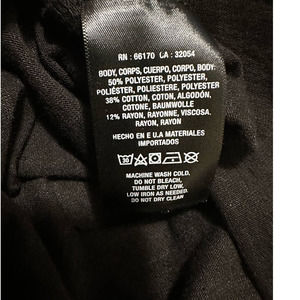 RN : 66170 CA : 32054
BODY, CORPS, CUERPO, CORPO, BODY:
50% POLYESTER, POLYESTER,
POLIÉSTER, POLIESTERE, POLYESTER
38% COTTON, COTON, ALGODÓN,
COTONE, BAUMWOLLE
12% RAYON, RAYONNE, VISCOSA,
RAYON, RAYON
HECHO EN E.U.A MATERIALES
IMPORTADOS
MACHINE WASH COLD.
DO NOT BLEACH,
TUMBLE DRY LOW,
LOW IRON AS NEEDED.
DO NOT DRY CLEAN